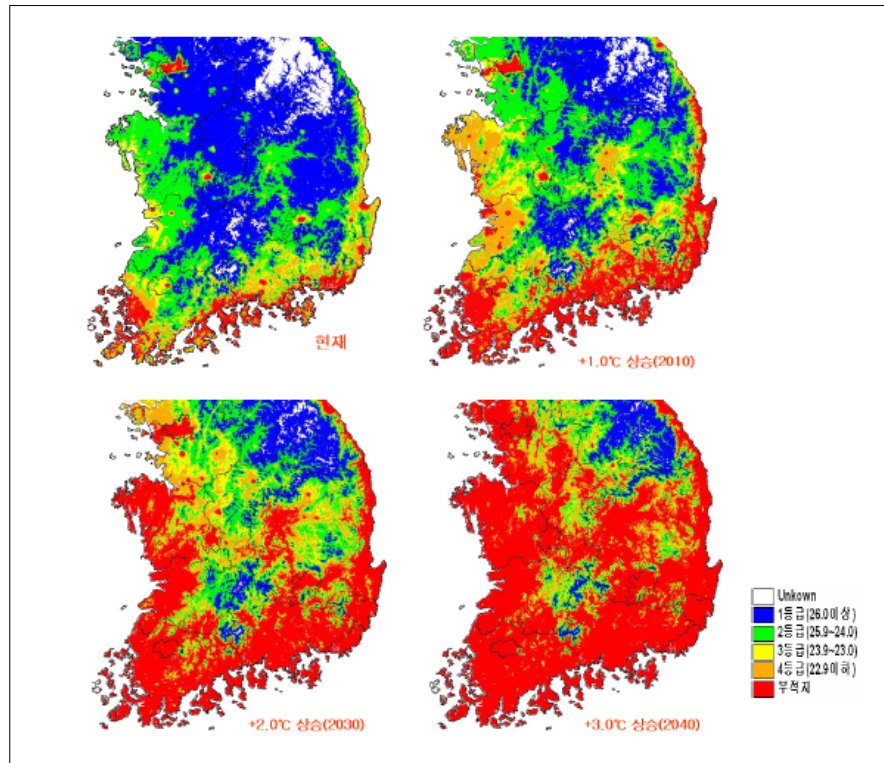 현재
+1.0℃ 상승(2010)
+2.0℃ 상승(2030)
+3.0℃ 상승(2040)
Unkown
1등급(26.0이상)
2등급(25.9~24.0)
3등급(23.9~23.0)
4등급(22.9이하)
부적지